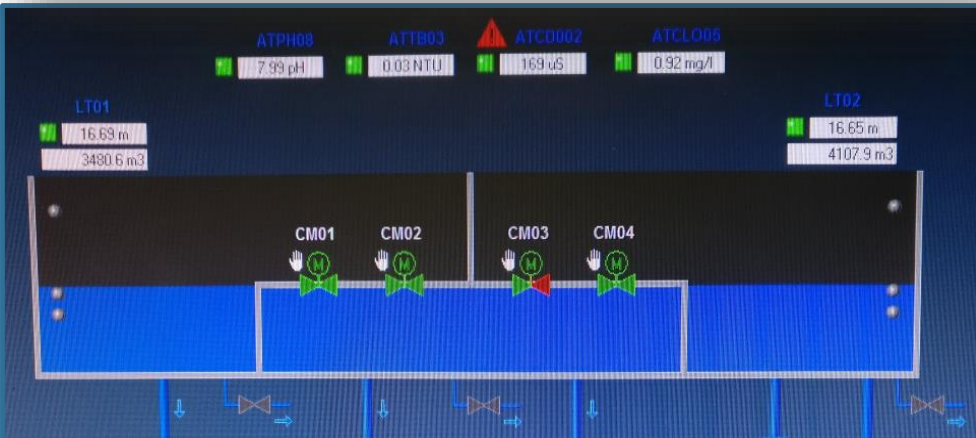 ATPH08 ATTB03 ATCD002 ATCLO05
7.99 pH 0.03 NTU 169 uS 0.92 mg/l
LT01 LT02
16.69 m 16.65 m
3480.6 m3 4107.9 m3
CM01 CM02 CM03 CM04
M M M M